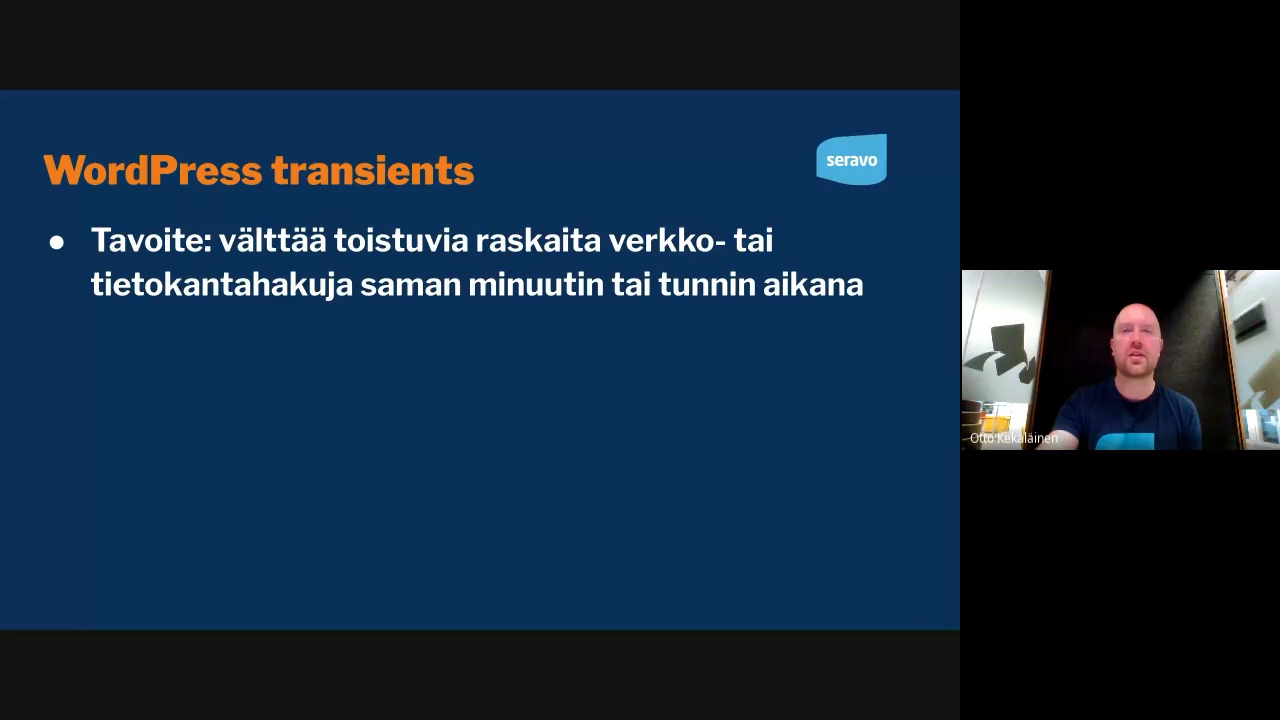 WordPress transients
seravo
● Tavoite: välttää toistuvia raskaita verkko- tai
tietokantahakuja saman minuutin tai tunnin aikana
Otto Kekäläinen